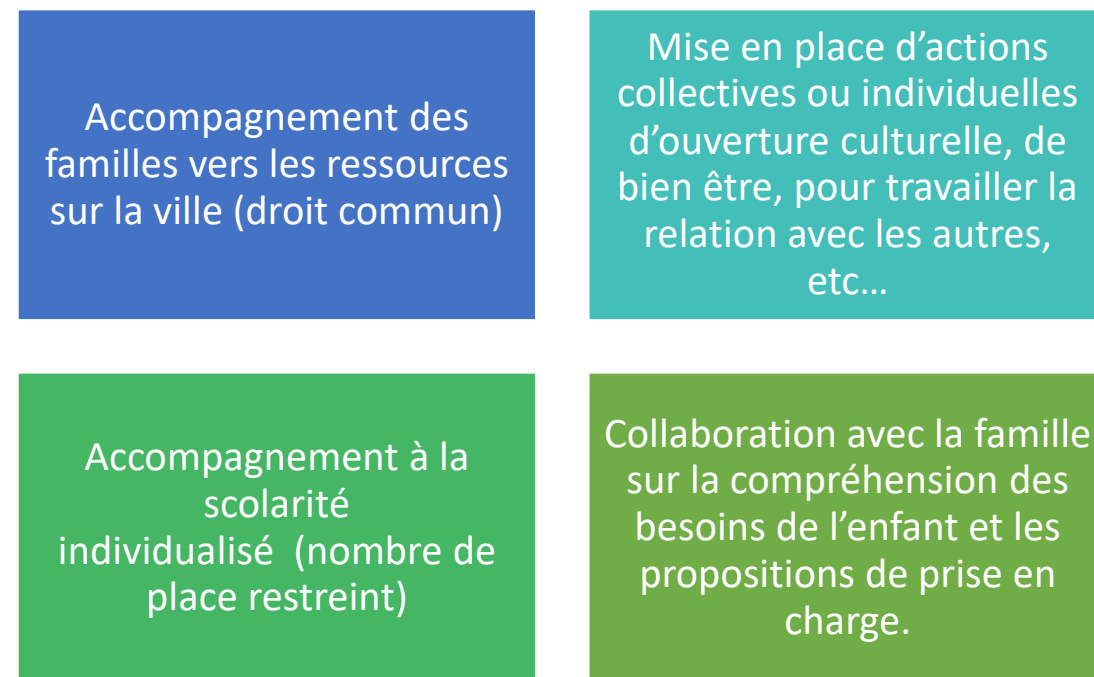 Accompagnement des
familles vers les ressources
sur la ville (droit commun)
Mise en place d’actions
collectives ou individuelles
d’ouverture culturelle, de
bien être, pour travailler la
relation avec les autres,
etc…
Accompagnement à la
scolarité
individualisé  (nombre de
place restreint)
Collaboration avec la famille
sur la compréhension des
besoins de l’enfant et les
propositions de prise en
charge.